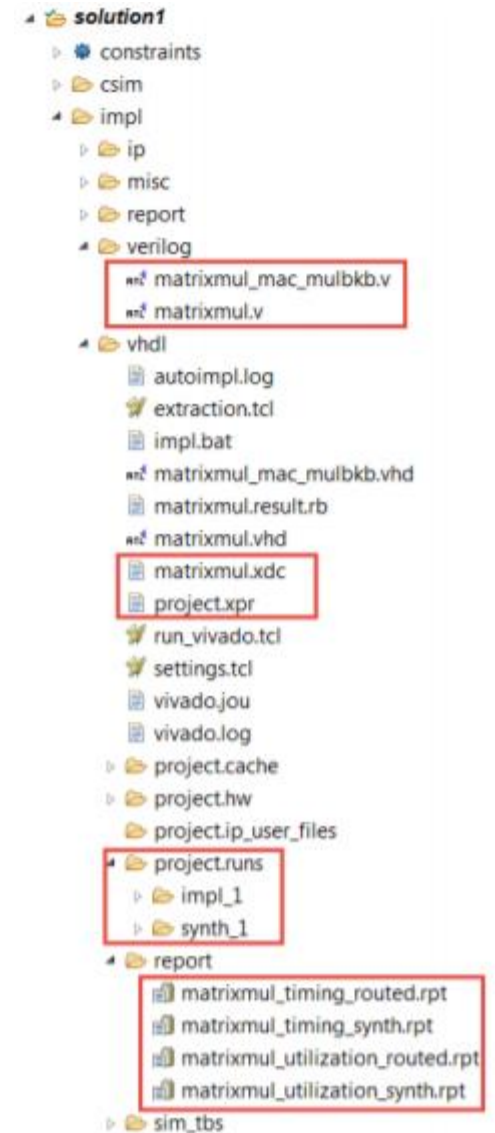 solution1
constraints
csim
impl
ip
misc
report
verilog
matrixmul_mac_mulbkb.v
matrixmul.v
vhdl
autoimpl.log
extraction.tcl
impl.bat
matrixmul_mac_mulbkb.vhd
matrixmul.result.rb
matrixmul.vhd
matrixmul.xdc
project.xpr
run_vivado.tcl
settings.tcl
vivado.jou
vivado.log
project.cache
project.hw
project.ip_user_files
project.runs
impl_1
synth_1
report
matrixmul_timing_routed.rpt
matrixmul_timing_synth.rpt
matrixmul_utilization_routed.rpt
matrixmul_utilization_synth.rpt
sim_tbs